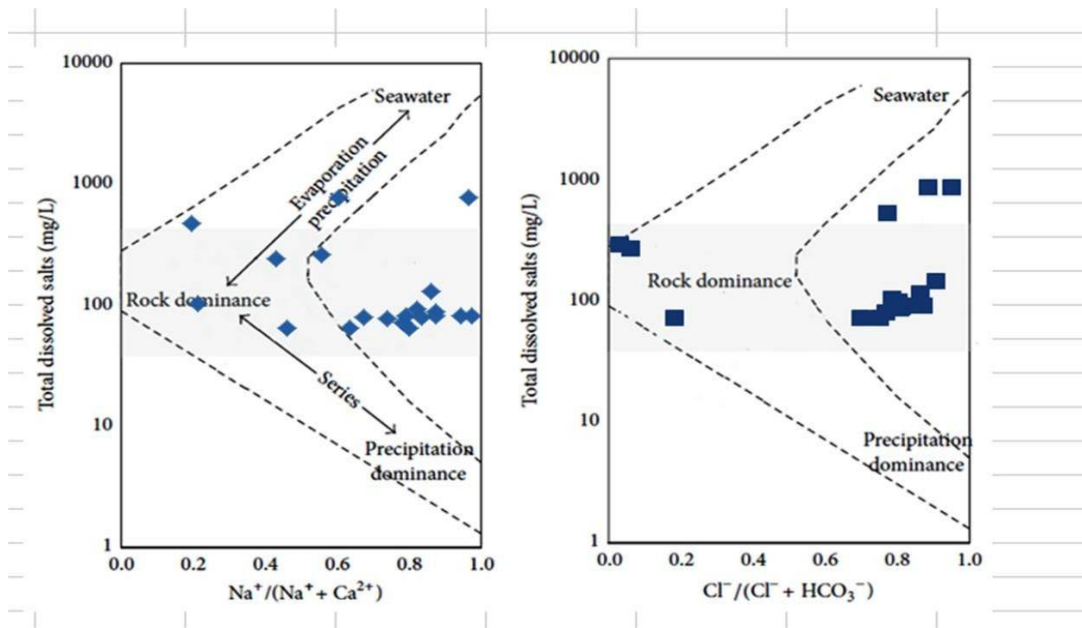 10000
1000
100
10
1
Total dissolved salts (mg/L)
Seawater
Evaporation
precipitation
Rock dominance
Series
Precipitation
dominance
0.0 0.2 0.4 0.6 0.8 1.0
Na⁺/(Na⁺ + Ca²⁺)
10000
1000
100
10
1
Total dissolved salts (mg/L)
Seawater
Rock dominance
Precipitation
dominance
0.0 0.2 0.4 0.6 0.8 1.0
Cl⁻/(Cl⁻ + HCO₃⁻)